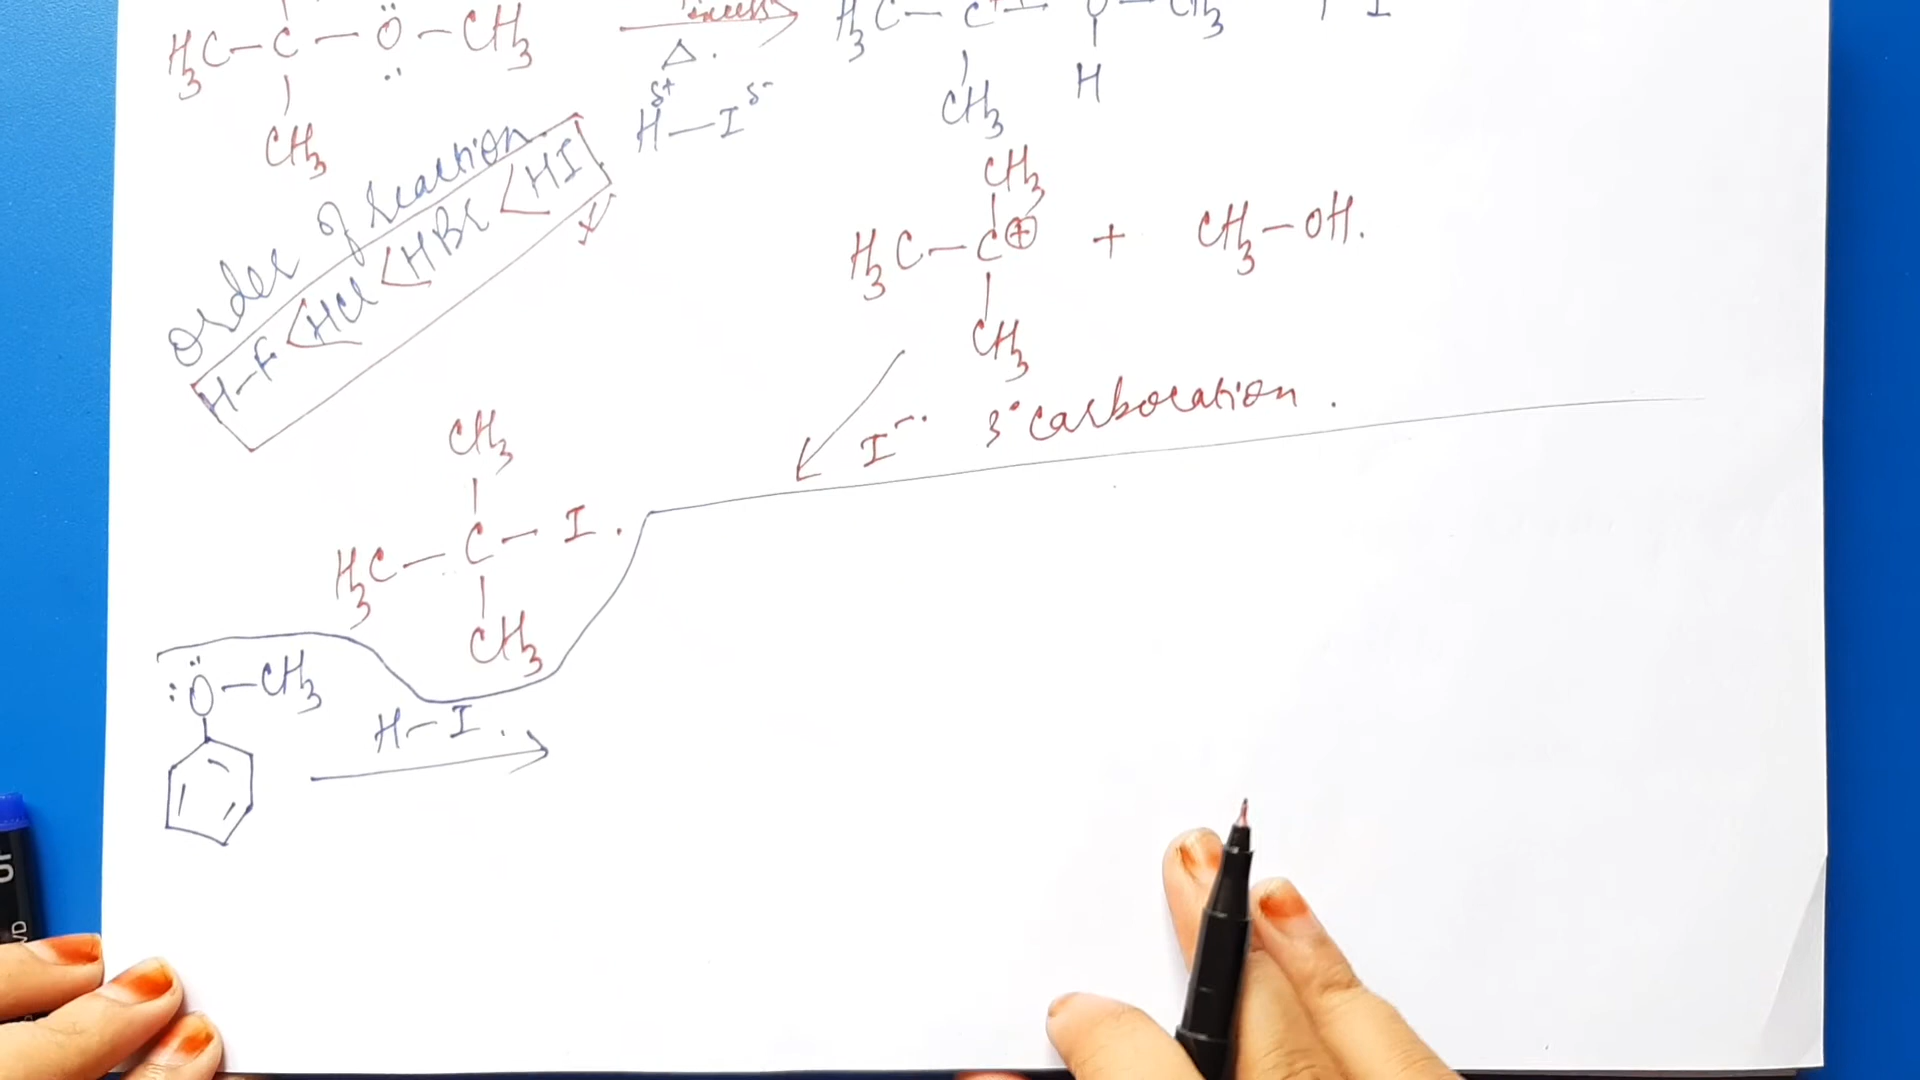 excess
H3C-C-Ö-CH3
Δ.
H3C-C+-O-CH3 + I
CH3
H
CH3
δ+ δ-
H-I
order of reaction
H-F<HCl<HBr<HI
CH3
H3C-C⊕ + CH3-OH.
CH3
I-. 3° carbocation.
CH3
H3C-C-I.
CH3
:Ö-CH3
H-I.